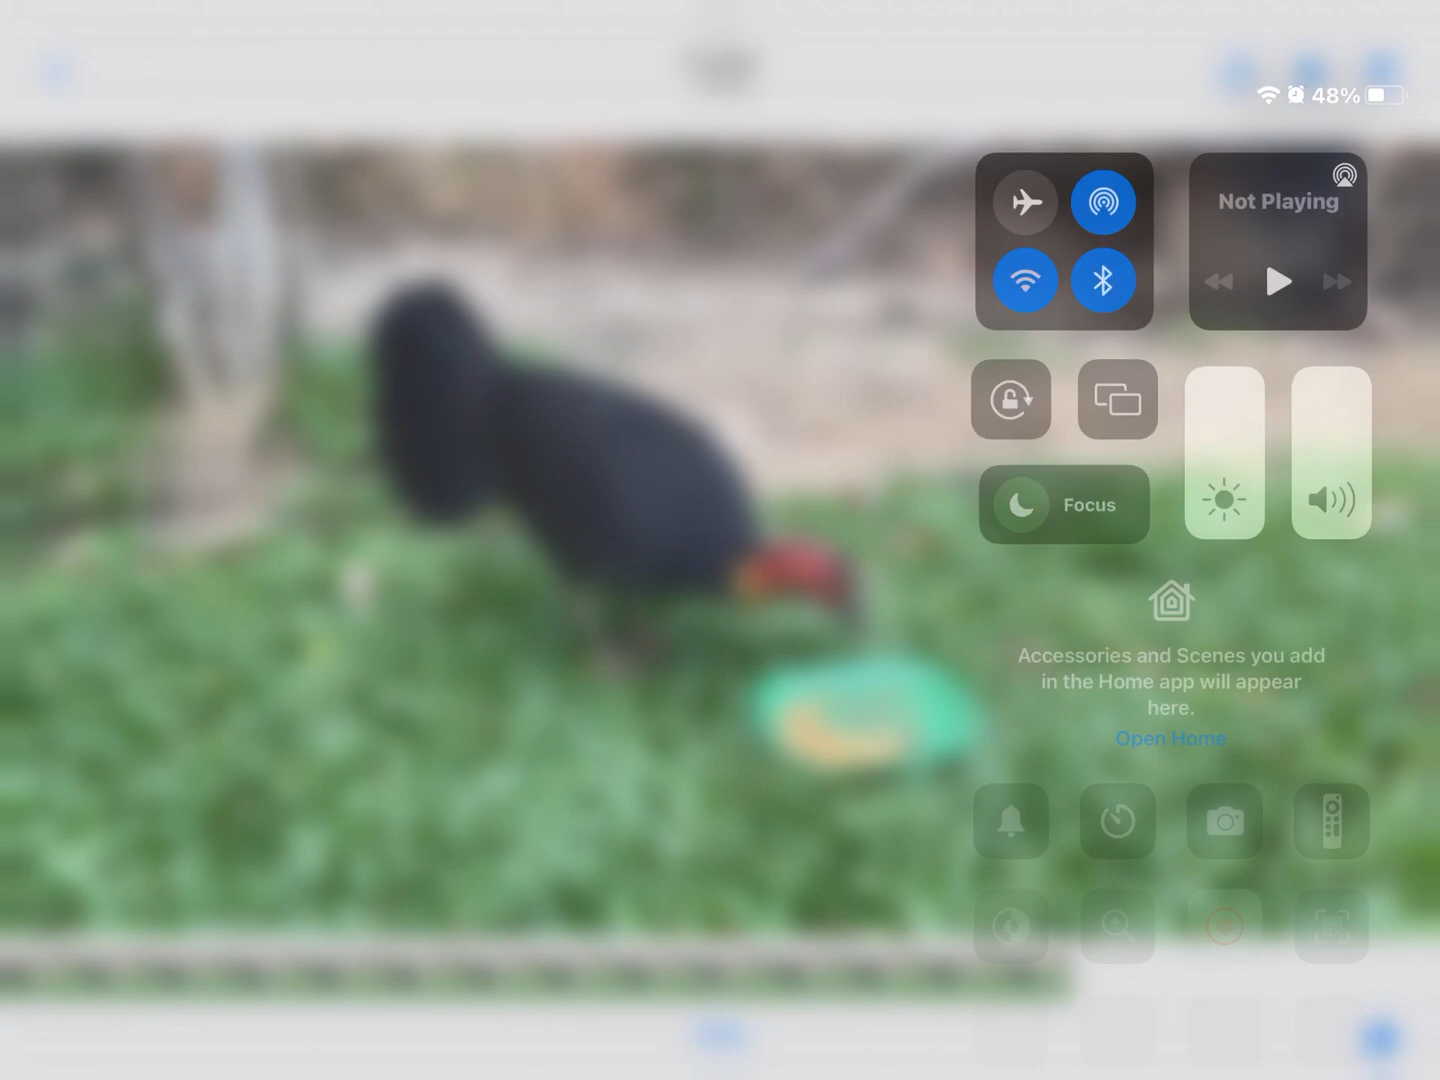 48%
Not Playing
Focus
Accessories and Scenes you add
in the Home app will appear
here.
Open Home